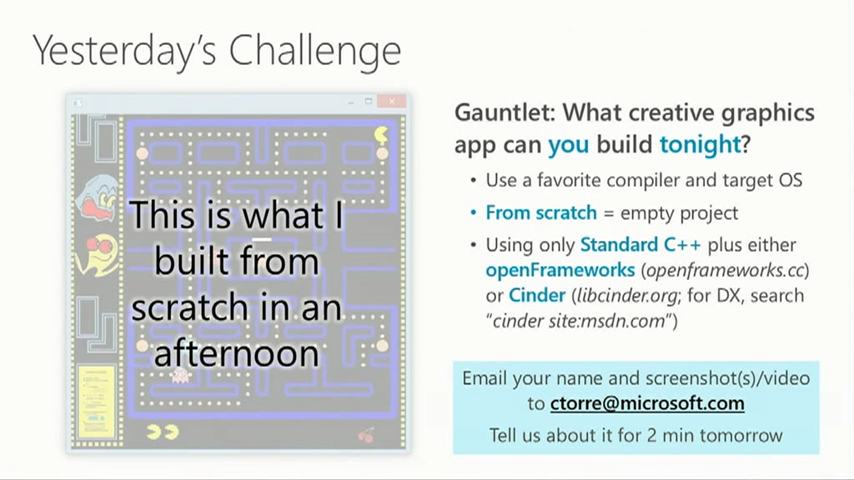 Yesterday's Challenge
This is what I
built from
scratch in an
afternoon
Gauntlet: What creative graphics
app can you build tonight?
• Use a favorite compiler and target OS
• From scratch = empty project
• Using only Standard C++ plus either
openFrameworks (openframeworks.cc)
or Cinder (libcinder.org; for DX, search
“cinder site:msdn.com”)
Email your name and screenshot(s)/video
to ctorre@microsoft.com
Tell us about it for 2 min tomorrow